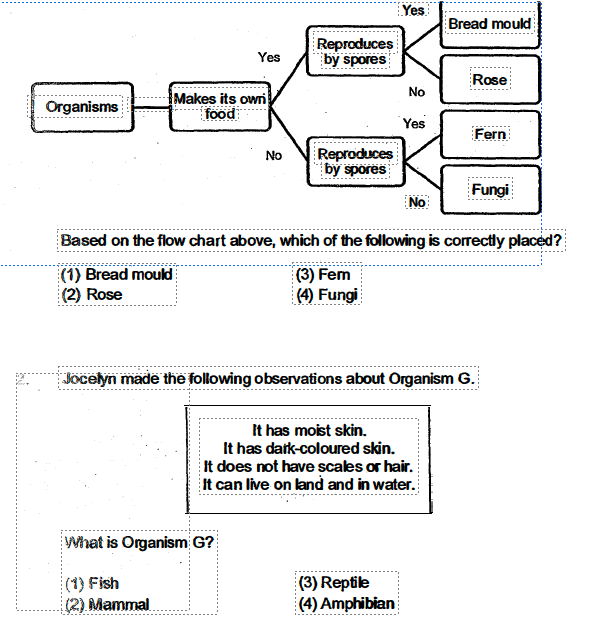 Yes
Bread mould
Reproduces
by spores
Yes
No
Rose
Organisms
Makes its own
food
Yes
Fern
No
Reproduces
by spores
No
Fungi
Based on the flow chart above, which of the following is correctly placed?
(1) Bread mould
(3) Fern
(2) Rose
(4) Fungi
2. Jocelyn made the following observations about Organism G.
It has moist skin.
It has dark-coloured skin.
It does not have scales or hair.
It can live on land and in water.
What is Organism G?
(1) Fish
(3) Reptile
(2) Mammal
(4) Amphibian